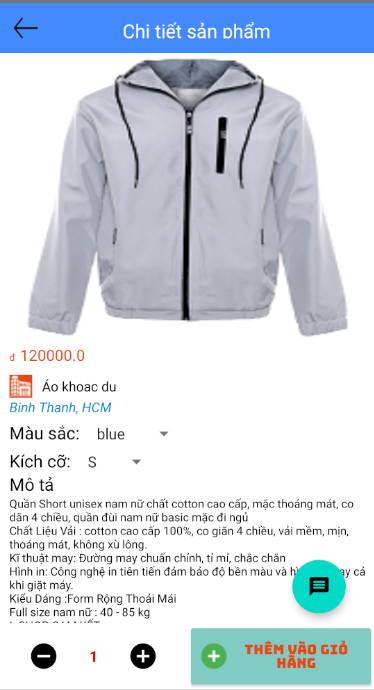 Chi tiết sản phẩm
đ 120000.0
Áo khoac du
Binh Thanh, HCM
Màu sắc: blue
Kích cỡ: S
Mô tả
Quần Short unisex nam nữ chất cotton cao cấp, mặc thoáng mát, co
dãn 4 chiều, quần đùi nam nữ basic mặc đi ngủ
Chất Liệu Vải : cotton cao cấp 100%, co giãn 4 chiều, vải mềm, mịn,
thoáng mát, không xù lông.
Kĩ thuật may: Đường may chuẩn chỉnh, tỉ mỉ, chắc chắn
Hình in: Công nghệ in tiên tiến đảm bảo độ bền màu và cả
khi giặt máy.
Kiểu Dáng :Form Rộng Thoải Mái
Full size nam nữ : 40 - 85 kg
1
THÊM VÀO GIỎ
HÀNG